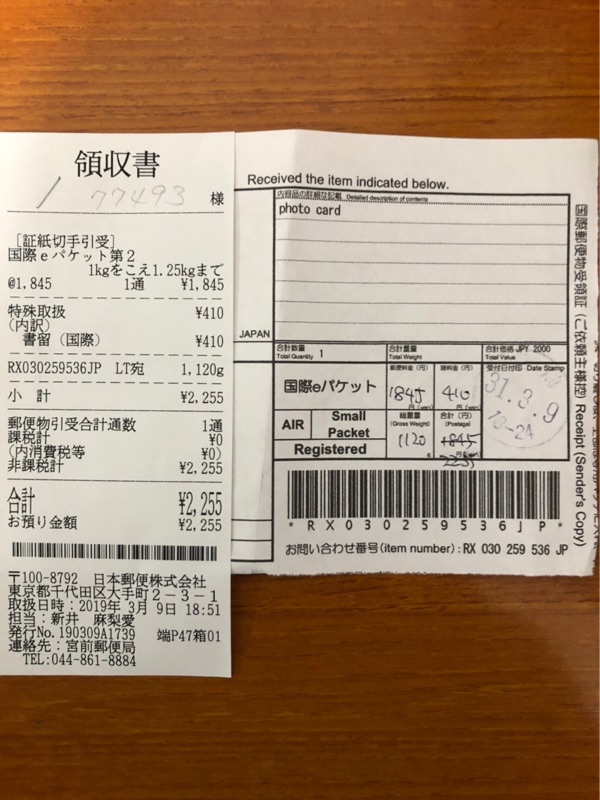 領収書
/ 77493 様
[証紙切手引受]
国際eパケット第2
1kgをこえ1.25kgまで
@1,845 1通 ¥1,845
特殊取扱 ¥410
(内訳)
書留(国際) ¥410
RX030259536JP LT宛 1,120g
小 計 ¥2,255
郵便物引受合計通数 1通
課税計 ¥0
(内消費税等 ¥0)
非課税計 ¥2,255
合計 ¥2,255
お預り金額 ¥2,255
〒100-8792 日本郵便株式会社
東京都千代田区大手町2-3-1
取扱日時:2019年 3月 9日 18:51
担当:新井 麻梨愛
発行No.190309A1739 端P47箱01
連絡先:宮前郵便局
TEL:044-861-8884
Received the item indicated below.
内容品の詳細な記載 Detailed description of contents
photo card
JAPAN
合計数量 Total Quantity 1
合計重量 Total Weight
合計価格 JPY 2000 Total Value
国際eパケット
郵便料金(円) 1845
410
受付日付印 Date Stamp
31.3.9
18-24
AIR Small Packet
Registered
総重量 (Gross Weight) 1120
合計(円) (Postage) 1845
2255
*RX030259536JP*
お問い合わせ番号(item number):RX 030 259 536 JP
国際郵便物受領証(ご依頼主様控) Receipt (Sender's Copy)